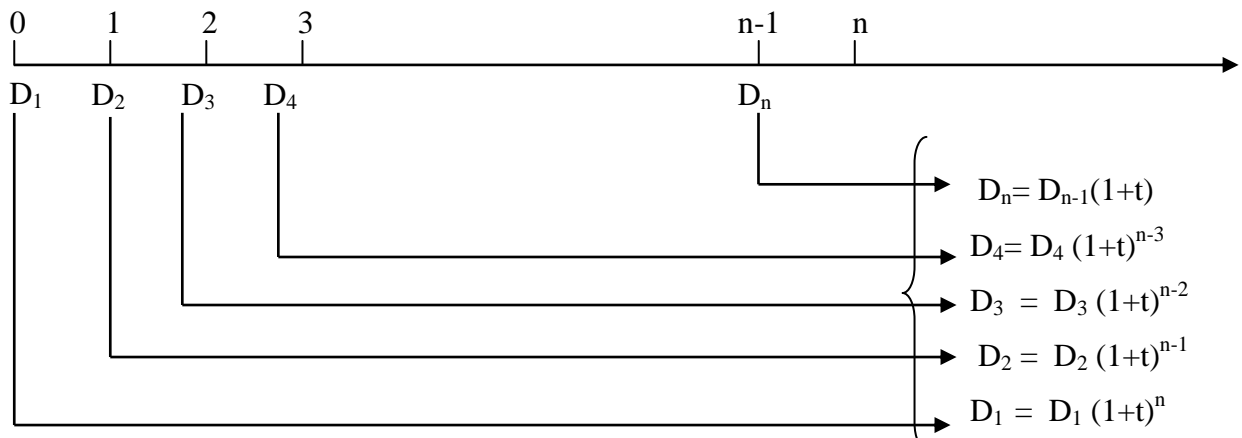 0 1 2 3 n-1 n
D₁ D₂ D₃ D₄ Dₙ
Dₙ= Dₙ₋₁(1+t)
D₄= D₄ (1+t)ⁿ⁻³
D₃ = D₃ (1+t)ⁿ⁻²
D₂ = D₂ (1+t)ⁿ⁻¹
D₁ = D₁ (1+t)ⁿ